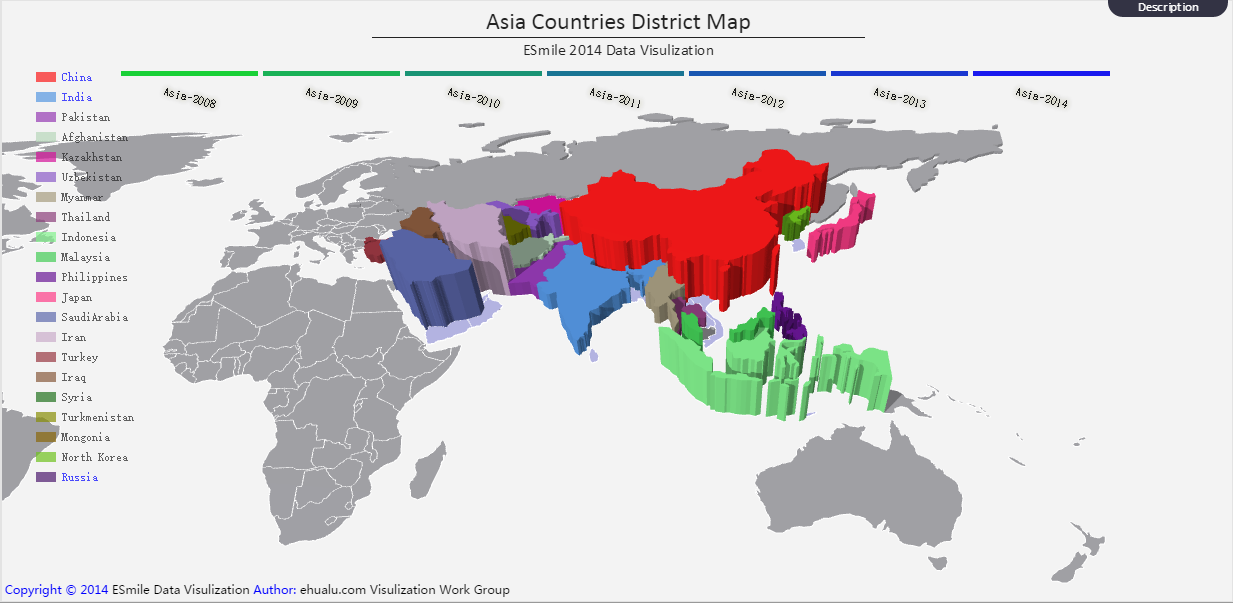 Description
Asia Countries District Map
ESmile 2014 Data Visulization
Asia-2008
Asia-2009
Asia-2010
Asia-2011
Asia-2012
Asia-2013
Asia-2014
China
India
Pakistan
Afghanistan
Kazakhstan
Uzbekistan
Myanmar
Thailand
Indonesia
Malaysia
Philippines
Japan
SaudiArabia
Iran
Turkey
Iraq
Syria
Turkmenistan
Mongonia
North Korea
Russia
Copyright © 2014 ESmile Data Visulization Author: ehualu.com Visulization Work Group